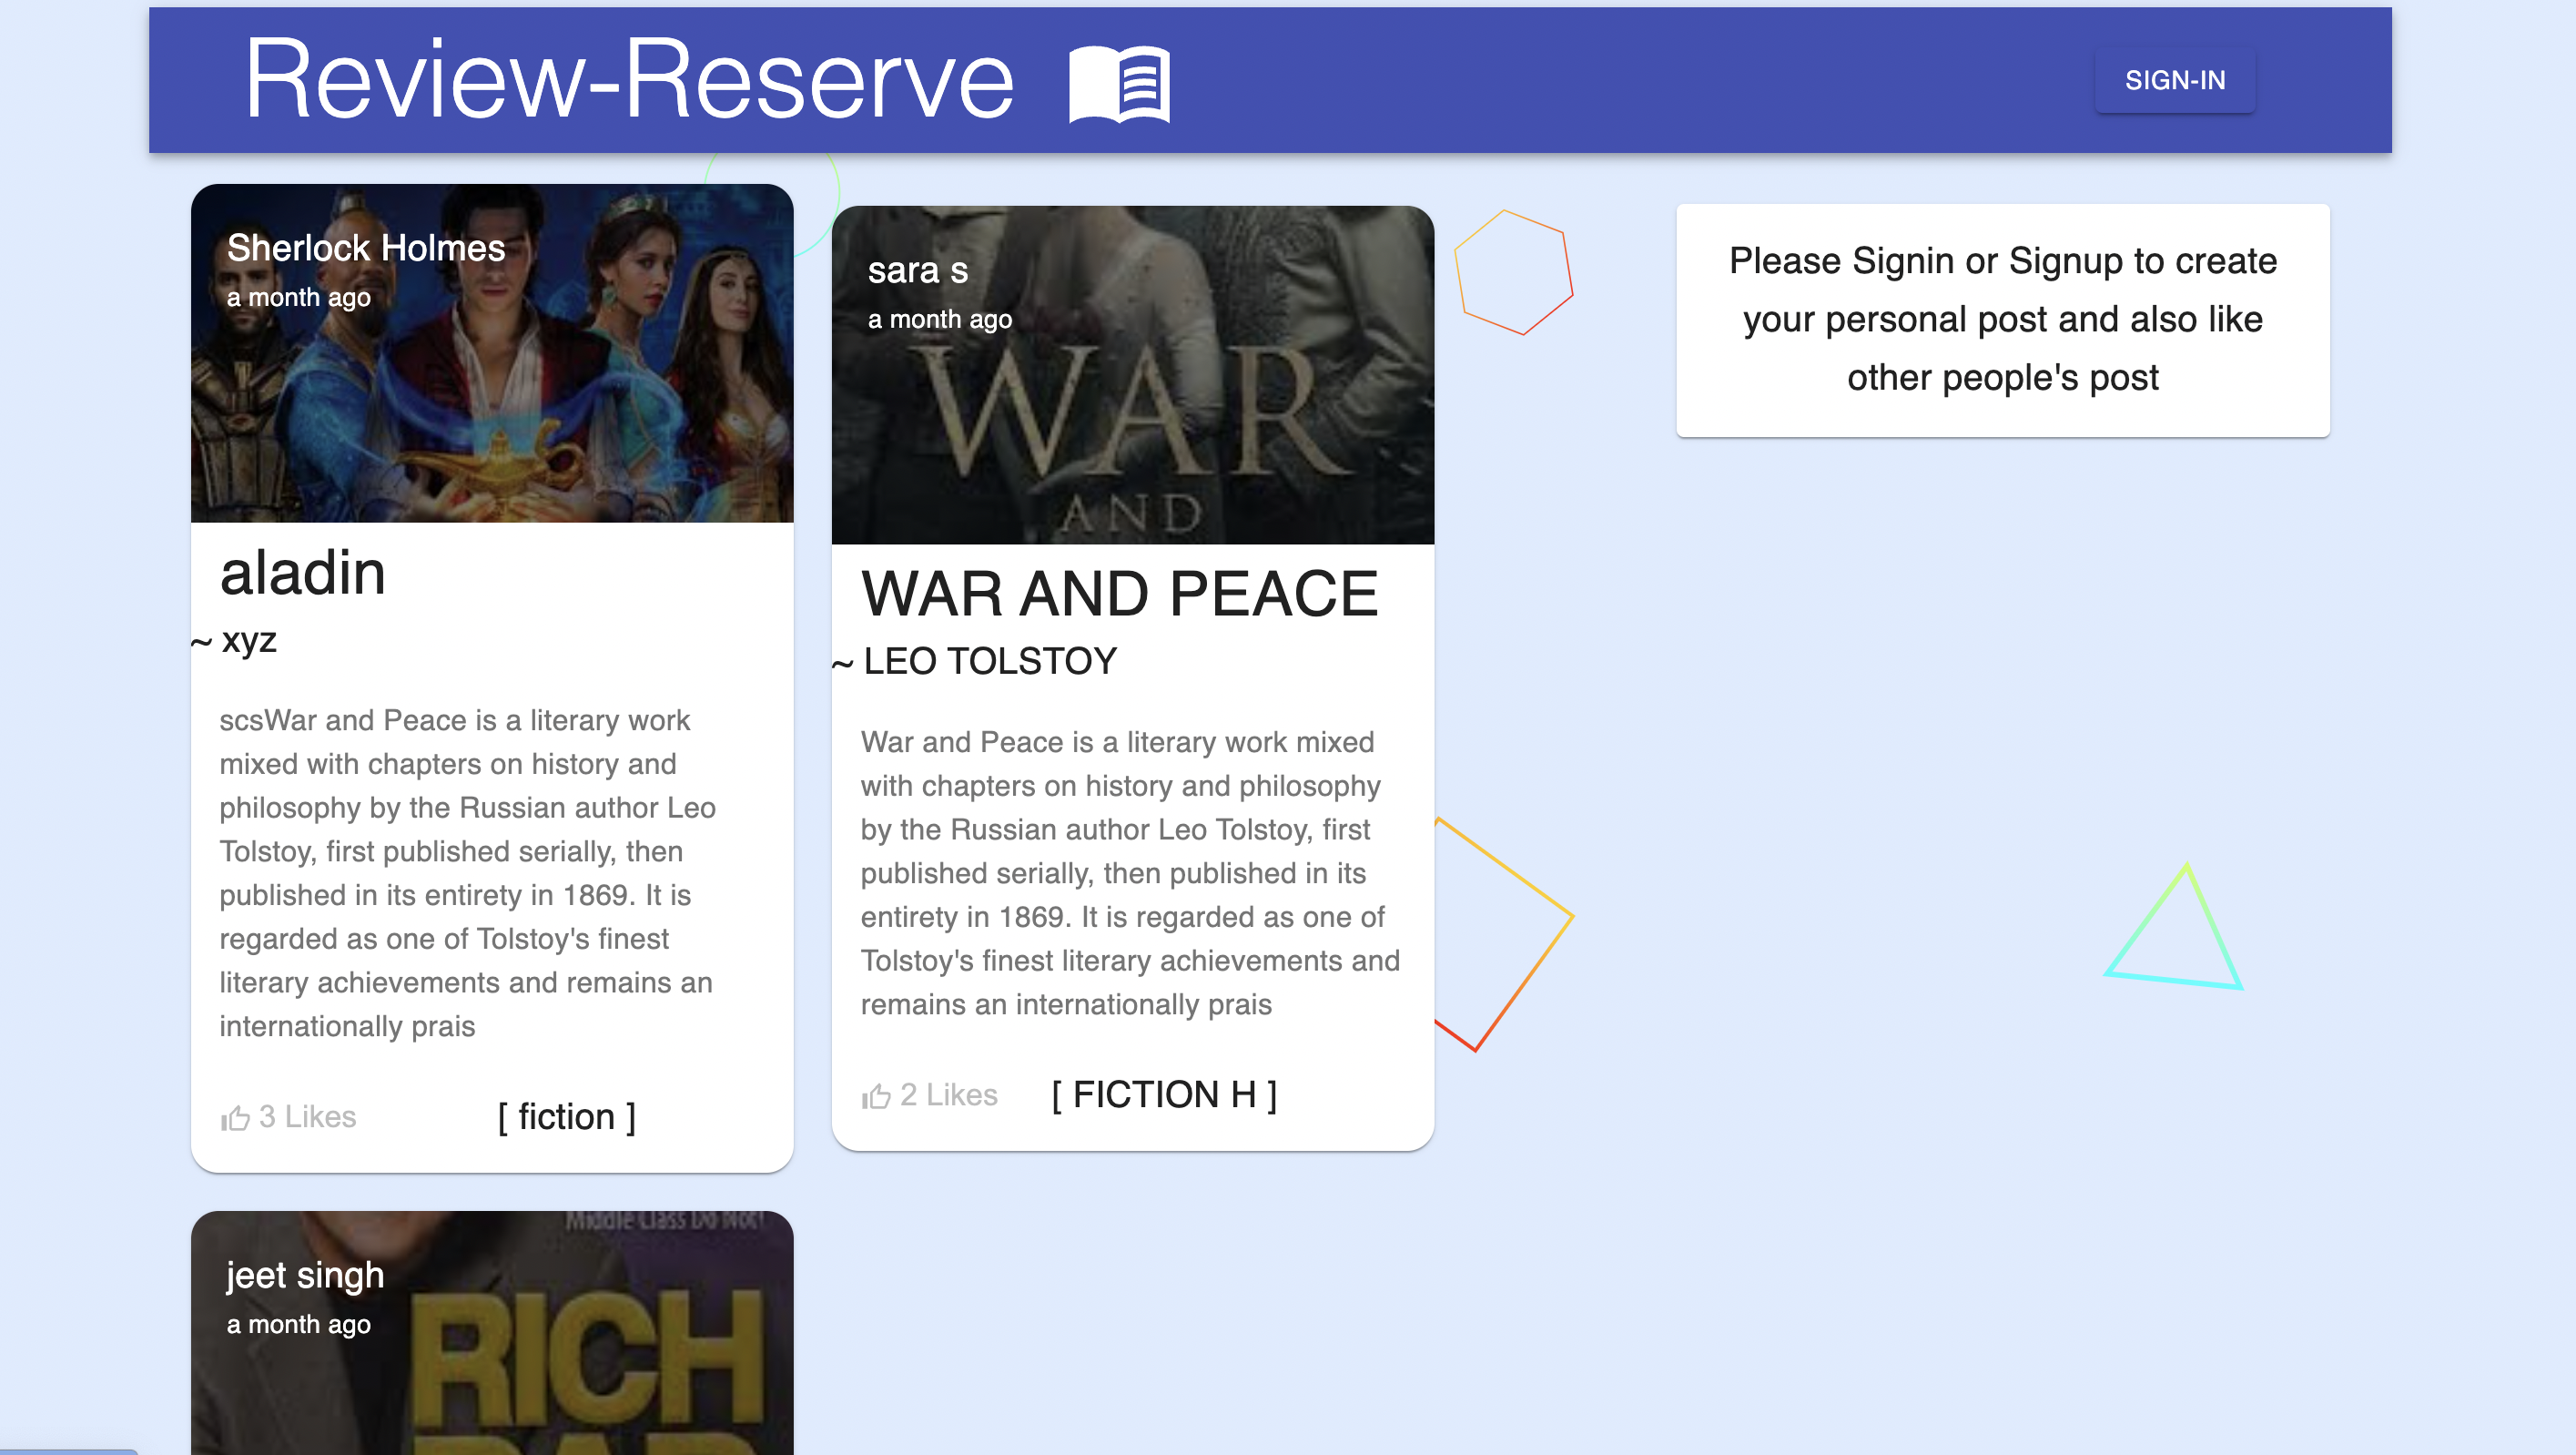 Review-Reserve
SIGN-IN
Sherlock Holmes
a month ago
aladin
~ xyz
scsWar and Peace is a literary work
mixed with chapters on history and
philosophy by the Russian author Leo
Tolstoy, first published serially, then
published in its entirety in 1869. It is
regarded as one of Tolstoy's finest
literary achievements and remains an
internationally prais
3 Likes
[ fiction ]
sara s
a month ago
WAR
AND
WAR AND PEACE
~ LEO TOLSTOY
War and Peace is a literary work mixed
with chapters on history and philosophy
by the Russian author Leo Tolstoy, first
published serially, then published in its
entirety in 1869. It is regarded as one of
Tolstoy's finest literary achievements and
remains an internationally prais
2 Likes
[ FICTION H ]
Please Signin or Signup to create
your personal post and also like
other people's post
Middle Class Do Not!
jeet singh
a month ago
RICH
DAD